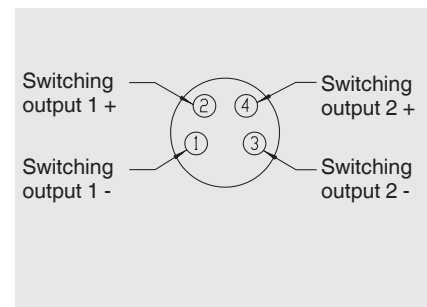 Switching
output 1 +
2
4
Switching
output 2 +
Switching
output 1 -
1
3
Switching
output 2 -